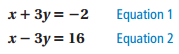 x + 3y = −2 Equation 1
x − 3y = 16 Equation 2